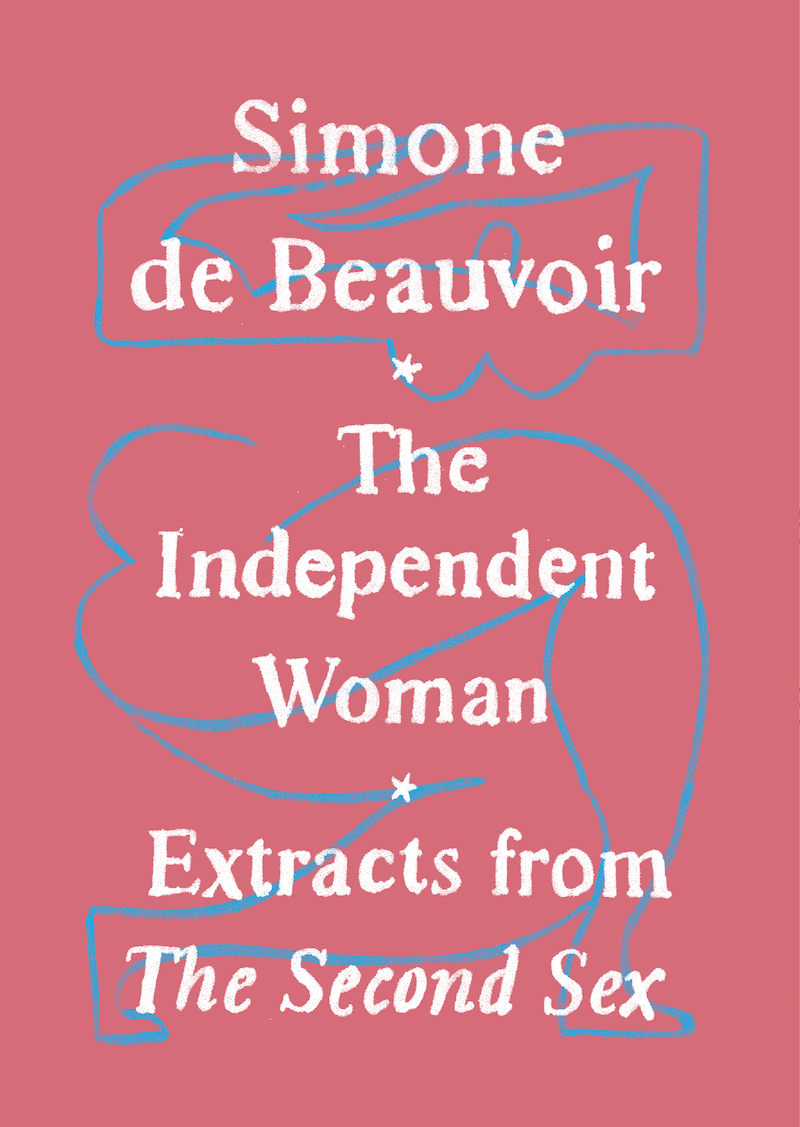 Simone
de Beauvoir
The
Independent
Woman
Extracts from
The Second Sex